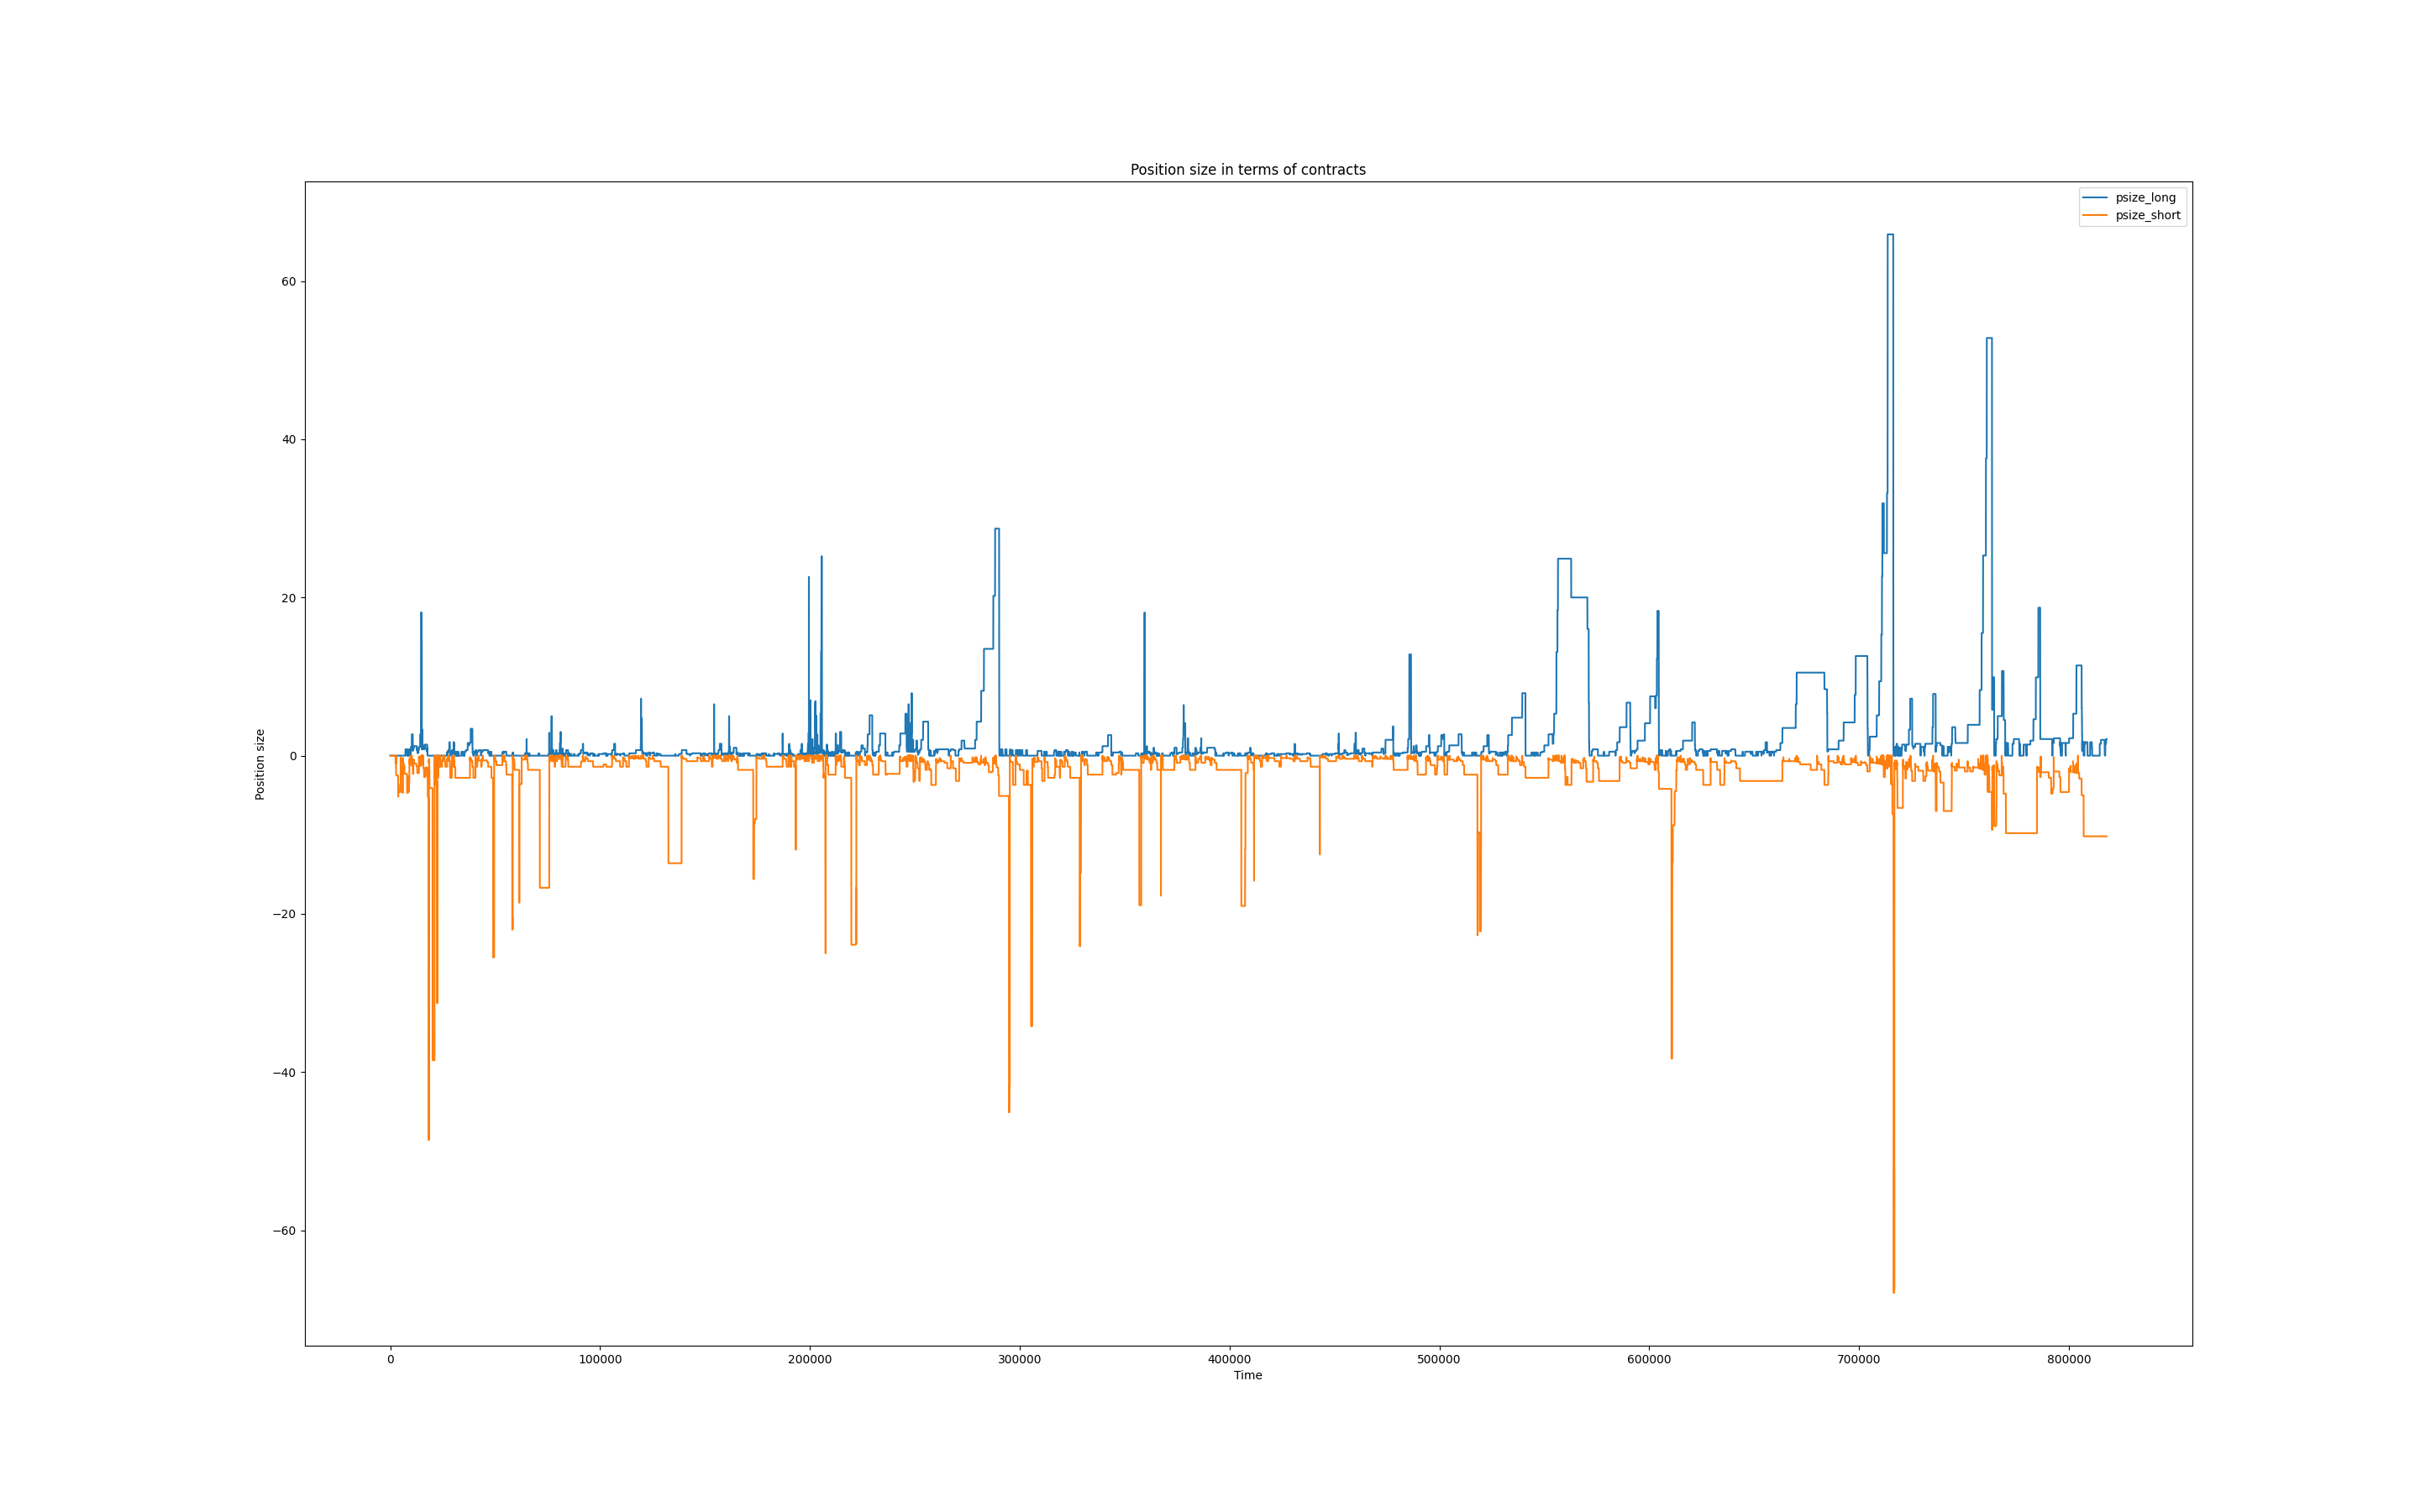 Position size in terms of contracts
psize_long
psize_short
60
40
20
0
−20
−40
−60
Position size
0 100000 200000 300000 400000 500000 600000 700000 800000
Time